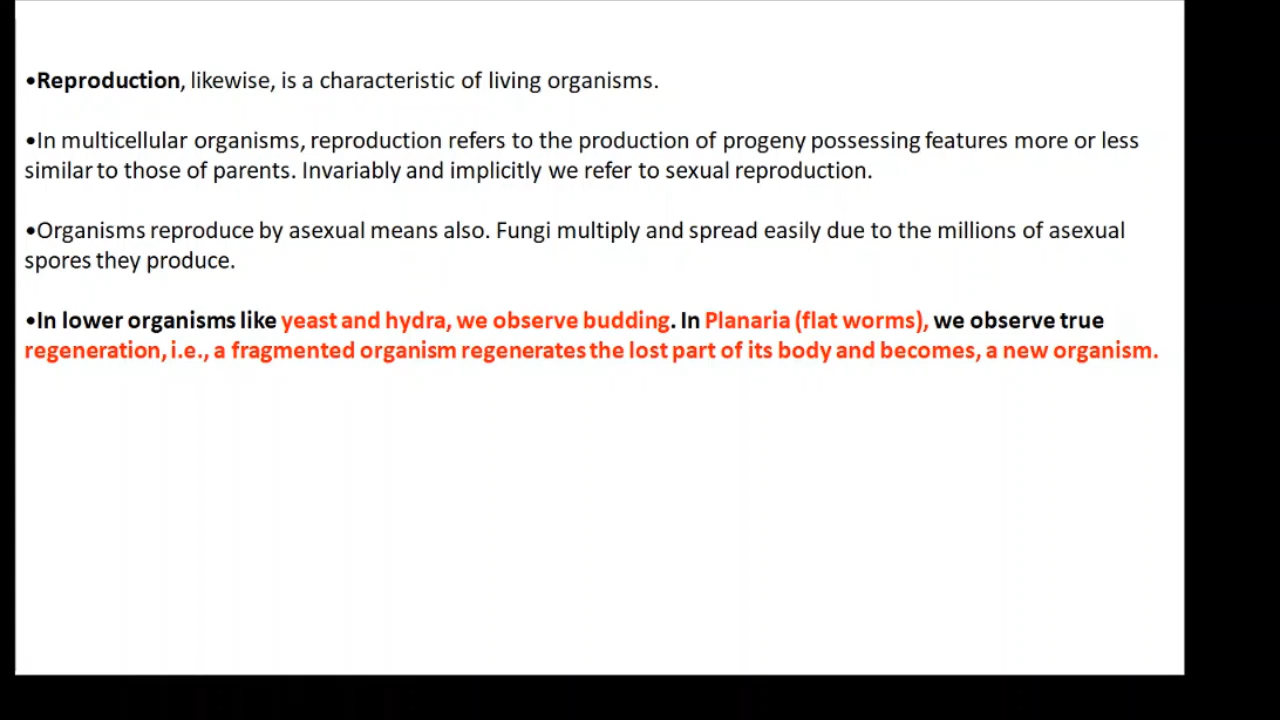 •Reproduction, likewise, is a characteristic of living organisms.
•In multicellular organisms, reproduction refers to the production of progeny possessing features more or less
similar to those of parents. Invariably and implicitly we refer to sexual reproduction.
•Organisms reproduce by asexual means also. Fungi multiply and spread easily due to the millions of asexual
spores they produce.
•In lower organisms like yeast and hydra, we observe budding. In Planaria (flat worms), we observe true
regeneration, i.e., a fragmented organism regenerates the lost part of its body and becomes, a new organism.